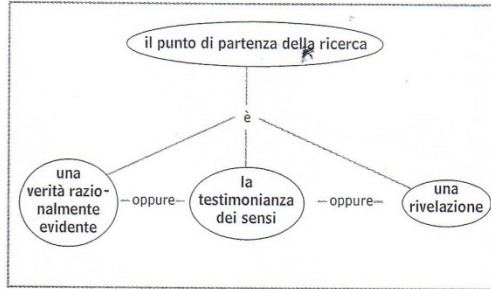 il punto di partenza della ricerca
è
una
verità razio-
nalmente
evidente
oppure
la
testimonianza
dei sensi
oppure
una
rivelazione